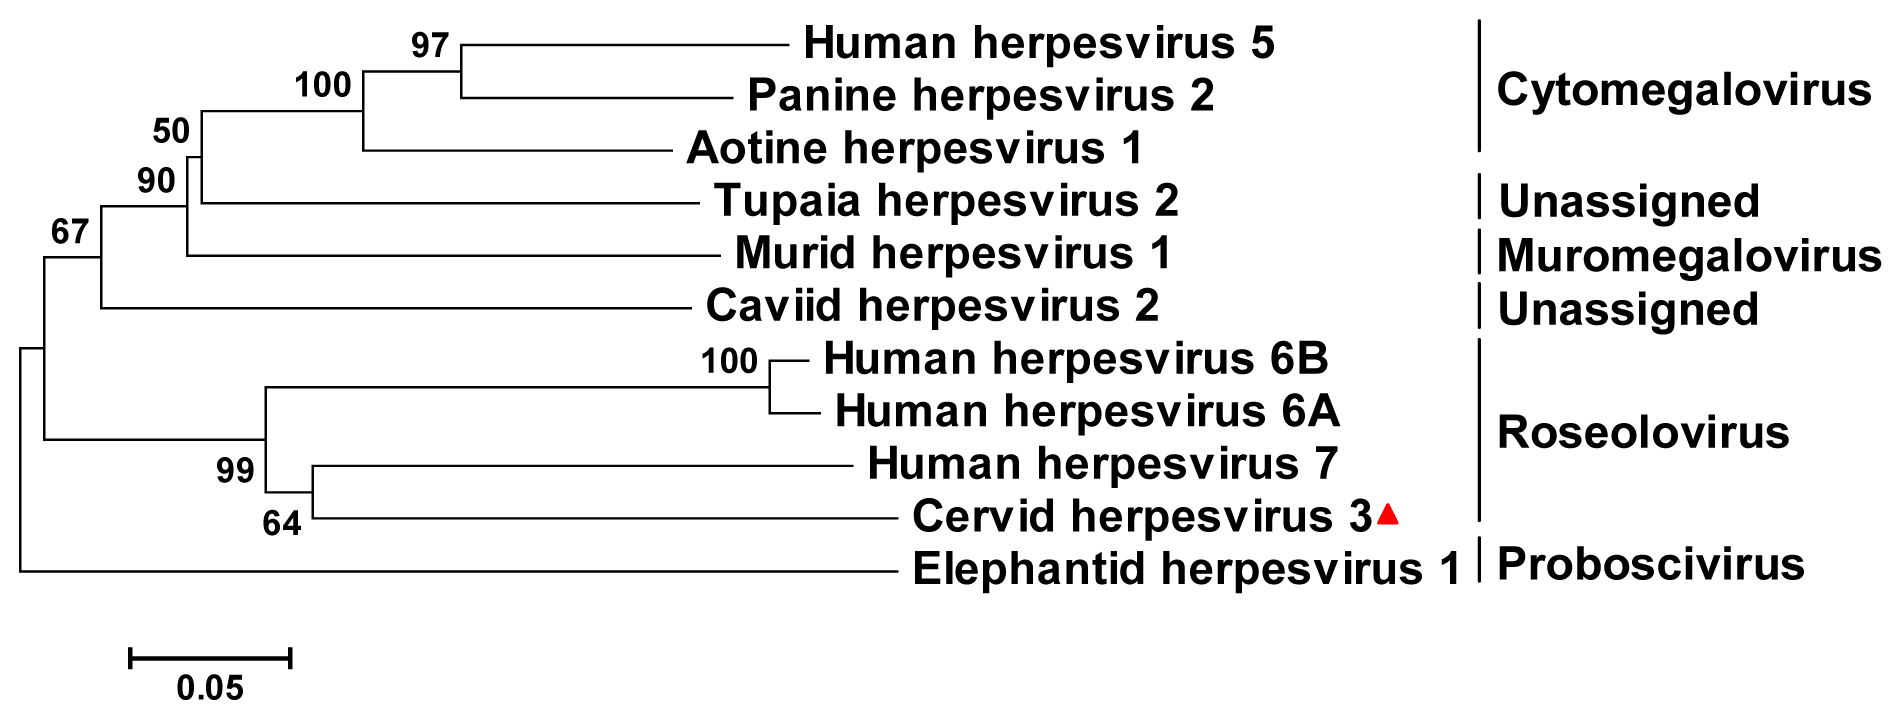 97
Human herpesvirus 5
Panine herpesvirus 2
Cytomegalovirus
100
Aotine herpesvirus 1
50
Tupaia herpesvirus 2
Unassigned
90
Murid herpesvirus 1
Muromegalovirus
67
Caviid herpesvirus 2
Unassigned
100
Human herpesvirus 6B
Human herpesvirus 6A
Roseolovirus
Human herpesvirus 7
99
Cervid herpesvirus 3
64
Elephantid herpesvirus 1
Proboscivirus
0.05